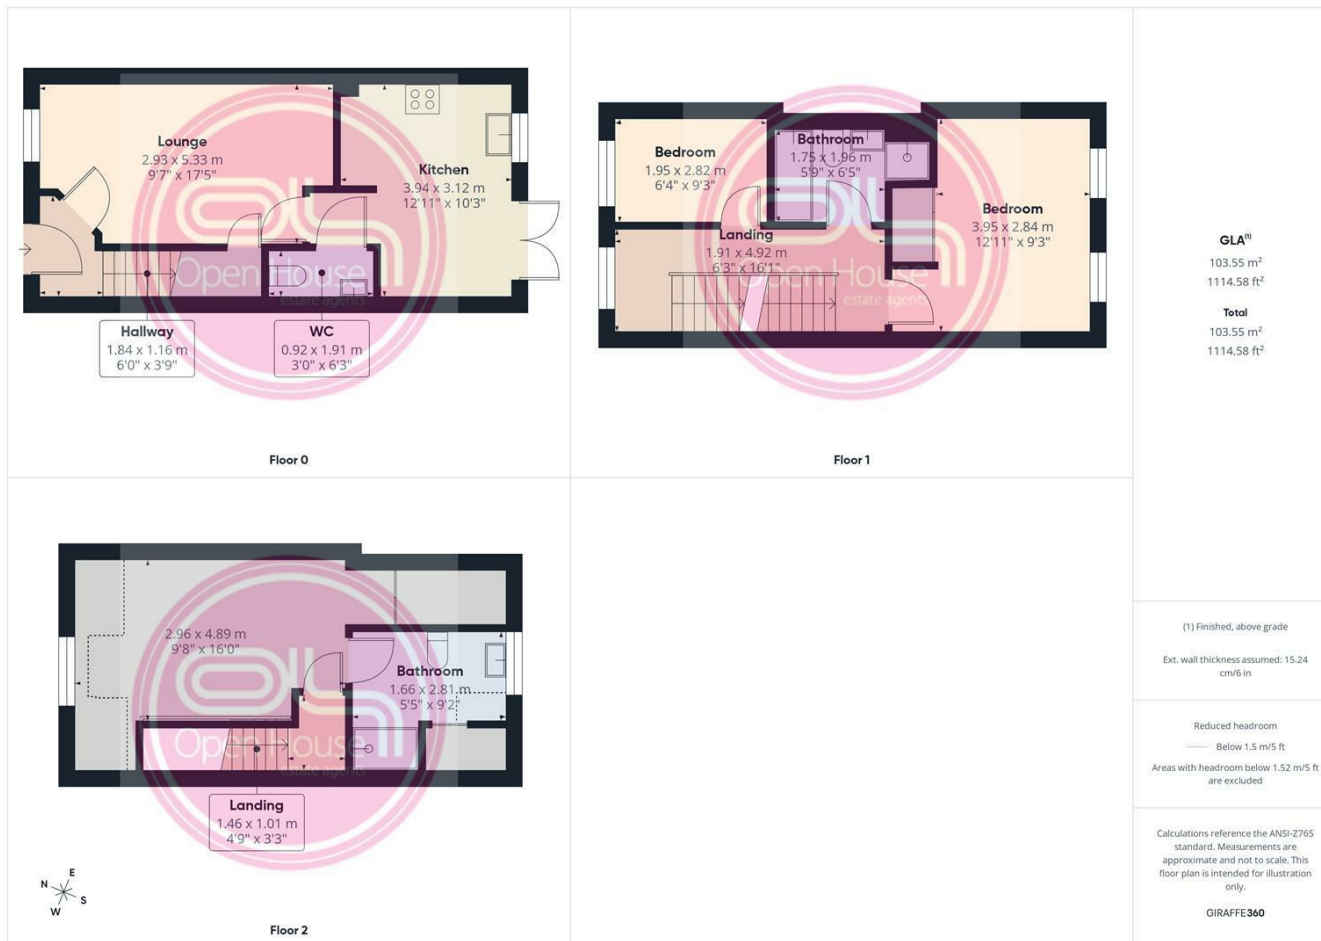 Lounge
2.93 x 5.33 m
9'7" x 17'5"
Kitchen
3.94 x 3.12 m
12'11" x 10'3"
Open House
estate agents
Hallway
1.84 x 1.16 m
6'0" x 3'9"
WC
0.92 x 1.91 m
3'0" x 6'3"
Floor 0
Bedroom
1.95 x 2.82 m
6'4" x 9'3"
Bathroom
1.75 x 1.96 m
5'9" x 6'5"
Bedroom
3.95 x 2.84 m
12'11" x 9'3"
Landing
1.91 x 4.92 m
6'3" x 16'1"
Open House
estate agents
Floor 1
GLA⁽¹⁾
103.55 m²
1114.58 ft²
Total
103.55 m²
1114.58 ft²
2.96 x 4.89 m
9'8" x 16'0"
Bathroom
1.66 x 2.81 m
5'5" x 9'2"
Open House
estate agents
Landing
1.46 x 1.01 m
4'9" x 3'3"
N
E
S
W
Floor 2
(1) Finished, above grade
Ext. wall thickness assumed: 15.24
cm/6 in
Reduced headroom
Below 1.5 m/5 ft
Areas with headroom below 1.52 m/5 ft
are excluded
Calculations reference the ANSI-Z765
standard. Measurements are
approximate and not to scale. This
floor plan is intended for illustration
only.
GIRAFFE360